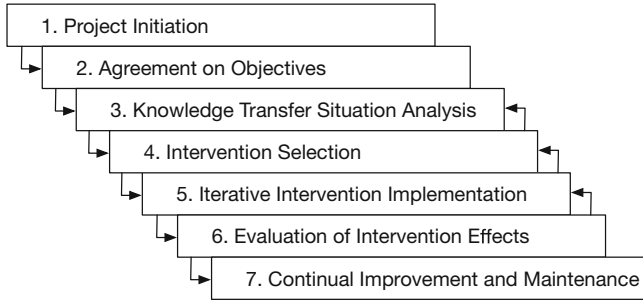 1. Project Initiation
2. Agreement on Objectives
3. Knowledge Transfer Situation Analysis
4. Intervention Selection
5. Iterative Intervention Implementation
6. Evaluation of Intervention Effects
7. Continual Improvement and Maintenance